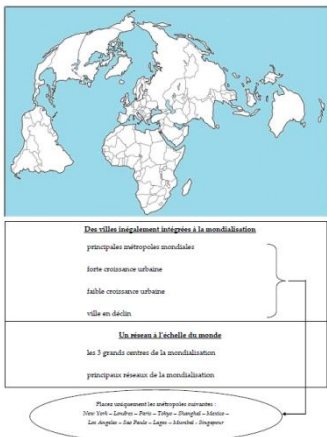 Des villes inégalement intégrées à la mondialisation
principales métropoles mondiales
forte croissance urbaine
faible croissance urbaine
ville en déclin
Un réseau à l'échelle du monde
les 3 grands centres de la mondialisation
principaux réseaux de la mondialisation
Placez uniquement les métropoles suivantes :
New York – Londres – Paris – Tokyo – Shanghai – Mexico –
Los Angeles – Sao Paulo – Lagos – Mumbai – Singapour